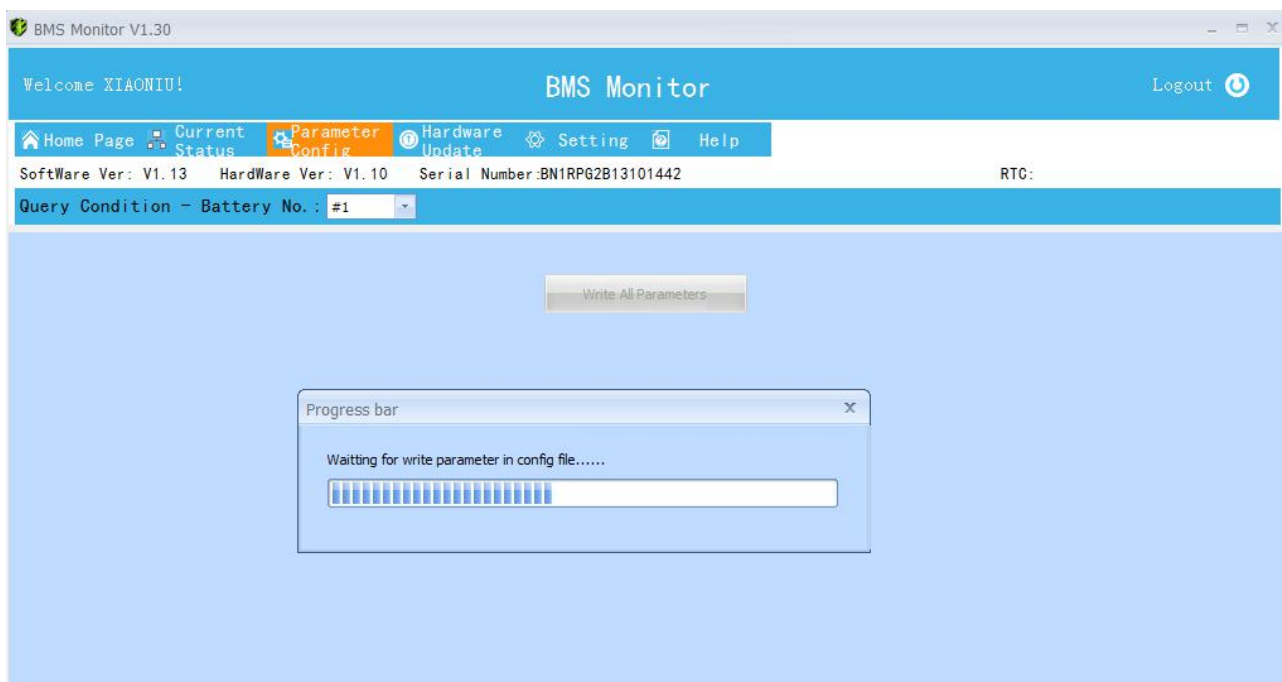 BMS Monitor V1.30
Welcome XIAONIU!
BMS Monitor
Logout
Home Page
Current Status
Parameter Config
Hardware Update
Setting
Help
SoftWare Ver: V1.13 HardWare Ver: V1.10 Serial Number:BN1RPG2B13101442 RTC:
Query Condition - Battery No.: #1
Write All Parameters
Progress bar
Waitting for write parameter in config file......